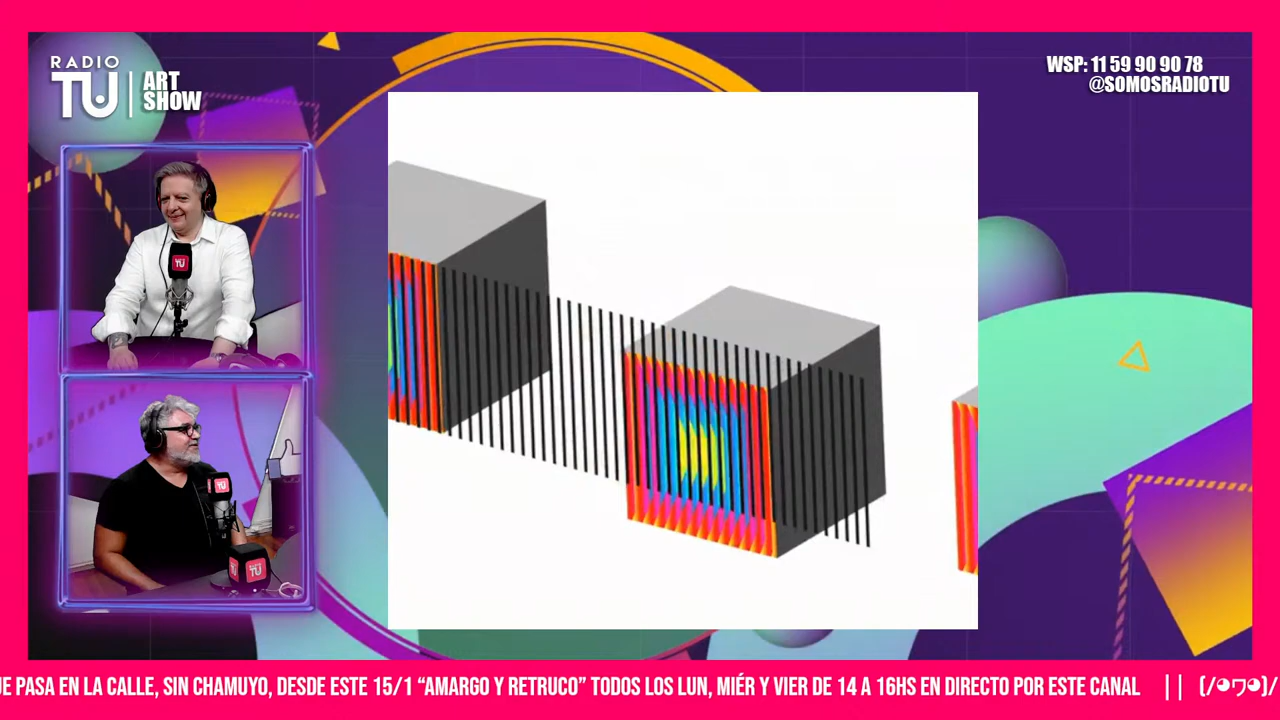 RADIO
TU
ART
SHOW
WSP: 11 59 90 90 78
@SOMOSRADIOTU
TU
TU
TU
PASA EN LA CALLE, SIN CHAMUYO, DESDE ESTE 15/1 “AMARGO Y RETRUCO” TODOS LOS LUN, MIÉR Y VIER DE 14 A 16HS EN DIRECTO POR ESTE CANAL ||